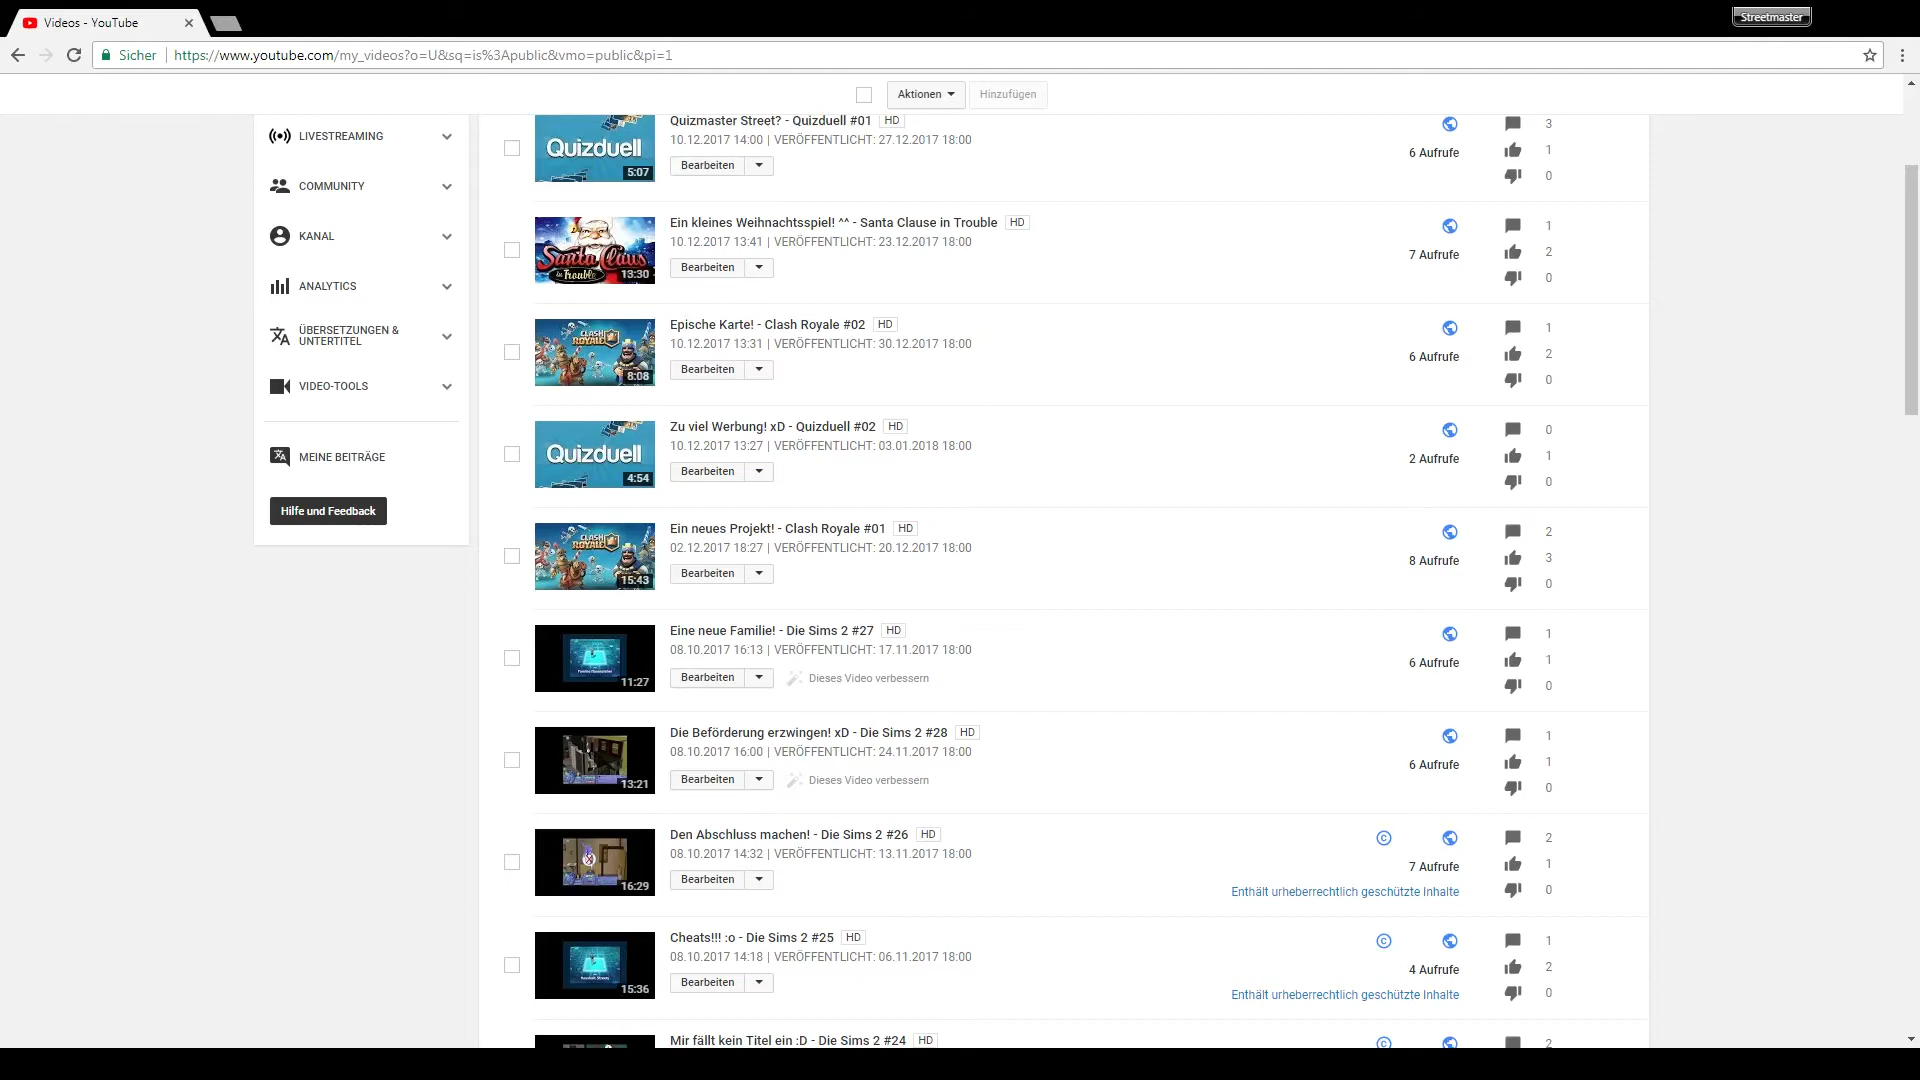 Videos - YouTube
Streetmaster
Sicher
https://www.youtube.com/my_videos?o=U&sq=is%3Apublic&vmo=public&pi=1
Aktionen
Hinzufügen
LIVESTREAMING
COMMUNITY
KANAL
ANALYTICS
ÜBERSETZUNGEN &
UNTERTITEL
VIDEO-TOOLS
MEINE BEITRÄGE
Hilfe und Feedback
Quizduell
5:07
Quizmaster Street? - Quizduell #01 HD
10.12.2017 14:00 | VERÖFFENTLICHT: 27.12.2017 18:00
Bearbeiten
6 Aufrufe
3
1
0
Santa Claus
in Trouble
13:30
Ein kleines Weihnachtsspiel! ^^ - Santa Clause in Trouble HD
10.12.2017 13:41 | VERÖFFENTLICHT: 23.12.2017 18:00
Bearbeiten
7 Aufrufe
1
2
0
CLASH
ROYALE
8:08
Epische Karte! - Clash Royale #02 HD
10.12.2017 13:31 | VERÖFFENTLICHT: 30.12.2017 18:00
Bearbeiten
6 Aufrufe
1
2
0
Quizduell
4:54
Zu viel Werbung! xD - Quizduell #02 HD
10.12.2017 13:27 | VERÖFFENTLICHT: 03.01.2018 18:00
Bearbeiten
2 Aufrufe
0
1
0
CLASH
ROYALE
15:43
Ein neues Projekt! - Clash Royale #01 HD
02.12.2017 18:27 | VERÖFFENTLICHT: 20.12.2017 18:00
Bearbeiten
8 Aufrufe
2
3
0
11:27
Eine neue Familie! - Die Sims 2 #27 HD
08.10.2017 16:13 | VERÖFFENTLICHT: 17.11.2017 18:00
Bearbeiten
Dieses Video verbessern
6 Aufrufe
1
1
0
13:21
Die Beförderung erzwingen! xD - Die Sims 2 #28 HD
08.10.2017 16:00 | VERÖFFENTLICHT: 24.11.2017 18:00
Bearbeiten
Dieses Video verbessern
6 Aufrufe
1
1
0
16:29
Den Abschluss machen! - Die Sims 2 #26 HD
08.10.2017 14:32 | VERÖFFENTLICHT: 13.11.2017 18:00
Bearbeiten
7 Aufrufe
Enthält urheberrechtlich geschützte Inhalte
2
1
0
15:36
Cheats!!! :o - Die Sims 2 #25 HD
08.10.2017 14:18 | VERÖFFENTLICHT: 06.11.2017 18:00
Bearbeiten
4 Aufrufe
Enthält urheberrechtlich geschützte Inhalte
1
2
0
Mir fällt kein Titel ein :D - Die Sims 2 #24 HD
2